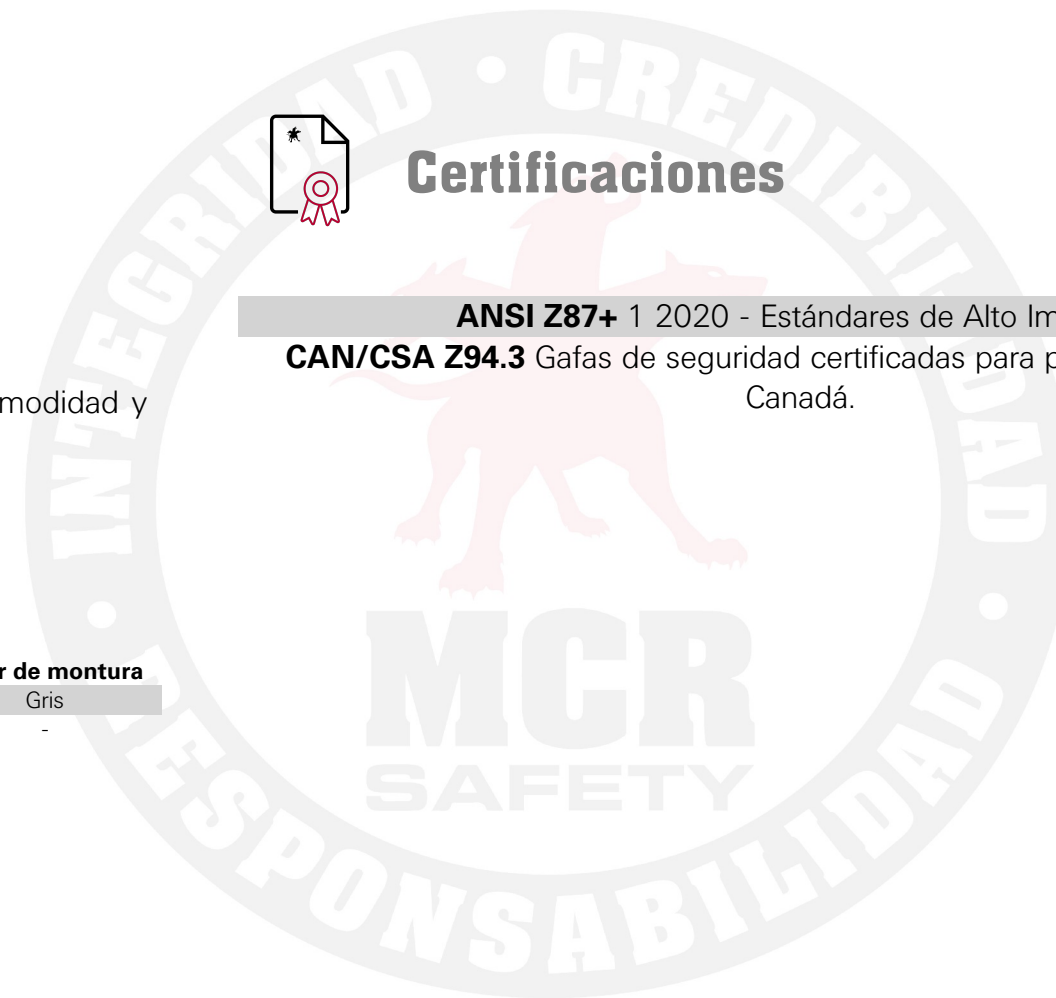 INTEGRIDAD • CREDIBILIDAD • RESPONSABILIDAD •
Certificaciones
ANSI Z87+ 1 2020 - Estándares de Alto Im
CAN/CSA Z94.3 Gafas de seguridad certificadas para p
Canadá.
modidad y
r de montura
Gris
-
MCR
SAFETY